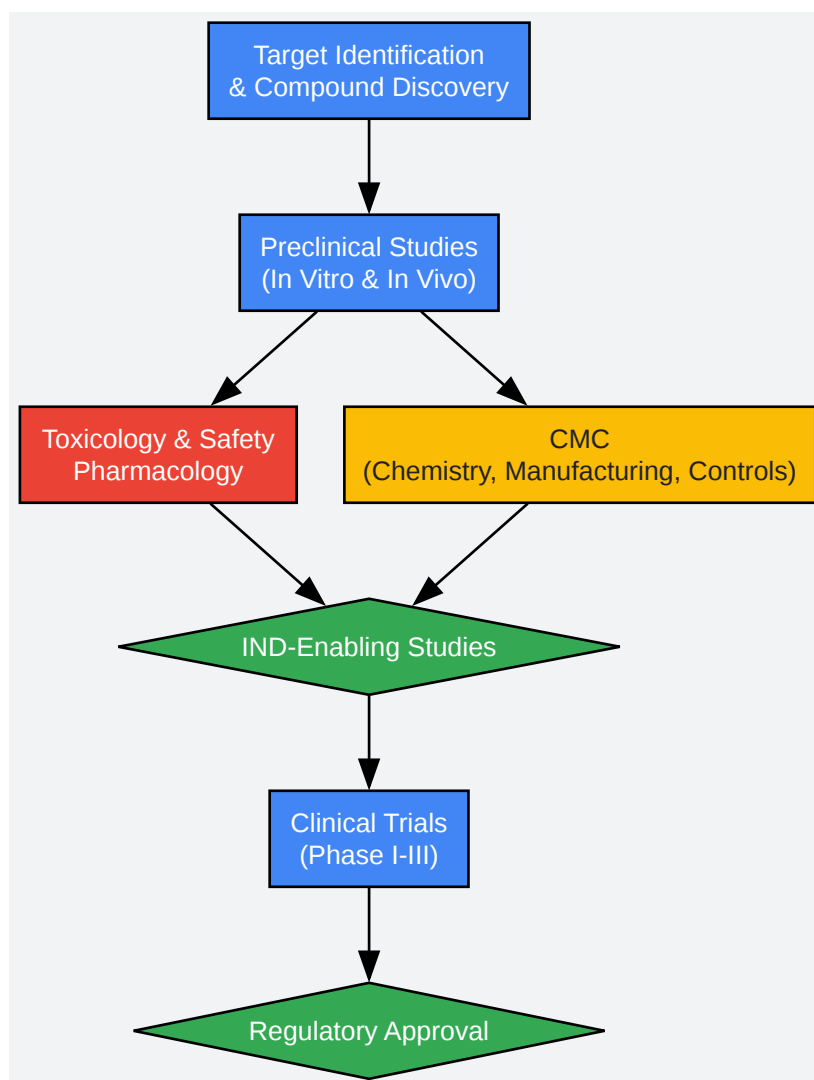 Target Identification
& Compound Discovery
Preclinical Studies
(In Vitro & In Vivo)
Toxicology & Safety
Pharmacology
CMC
(Chemistry, Manufacturing, Controls)
IND-Enabling Studies
Clinical Trials
(Phase I-III)
Regulatory Approval